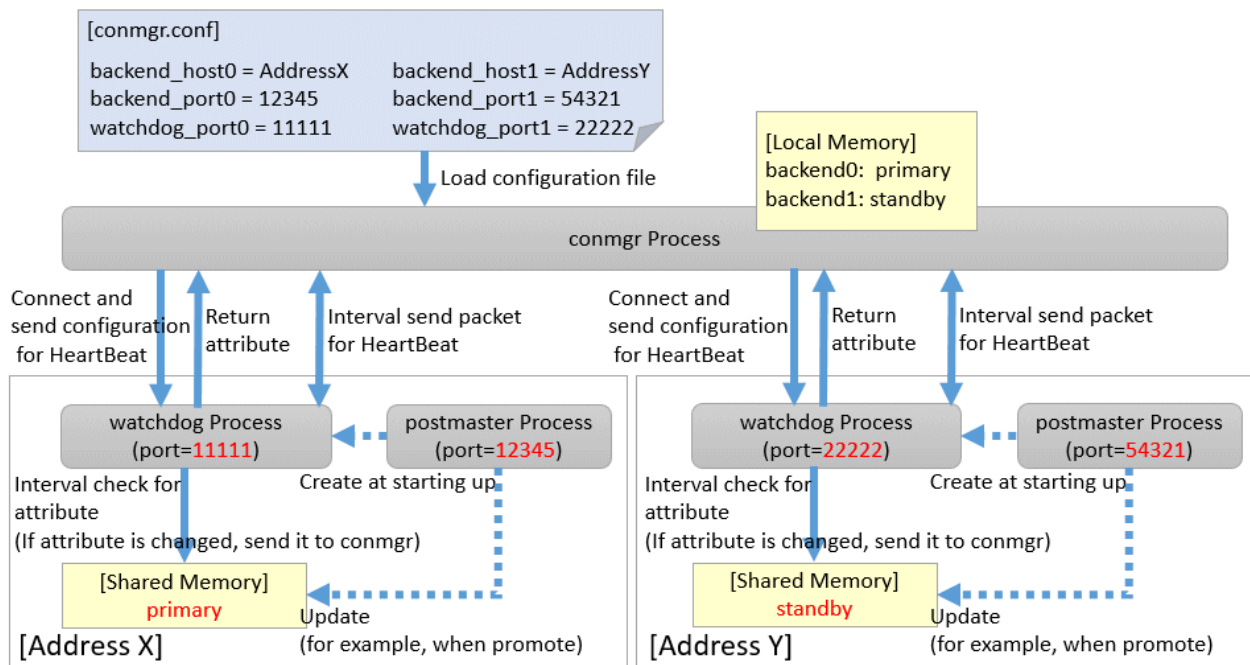 [conmgr.conf]
backend_host0 = AddressX
backend_port0 = 12345
watchdog_port0 = 11111
backend_host1 = AddressY
backend_port1 = 54321
watchdog_port1 = 22222
[Local Memory]
backend0:  primary
backend1: standby
Load configuration file
conmgr Process
Connect and
send configuration
for HeartBeat
Return
attribute
Interval send packet
for HeartBeat
Connect and
send configuration
for HeartBeat
Return
attribute
Interval send packet
for HeartBeat
watchdog Process
(port=11111)
postmaster Process
(port=12345)
Create at starting up
Interval check for
attribute
(If attribute is changed, send it to conmgr)
[Shared Memory]
primary
Update
(for example, when promote)
[Address X]
watchdog Process
(port=22222)
postmaster Process
(port=54321)
Create at starting up
Interval check for
attribute
(If attribute is changed, send it to conmgr)
[Shared Memory]
standby
Update
(for example, when promote)
[Address Y]